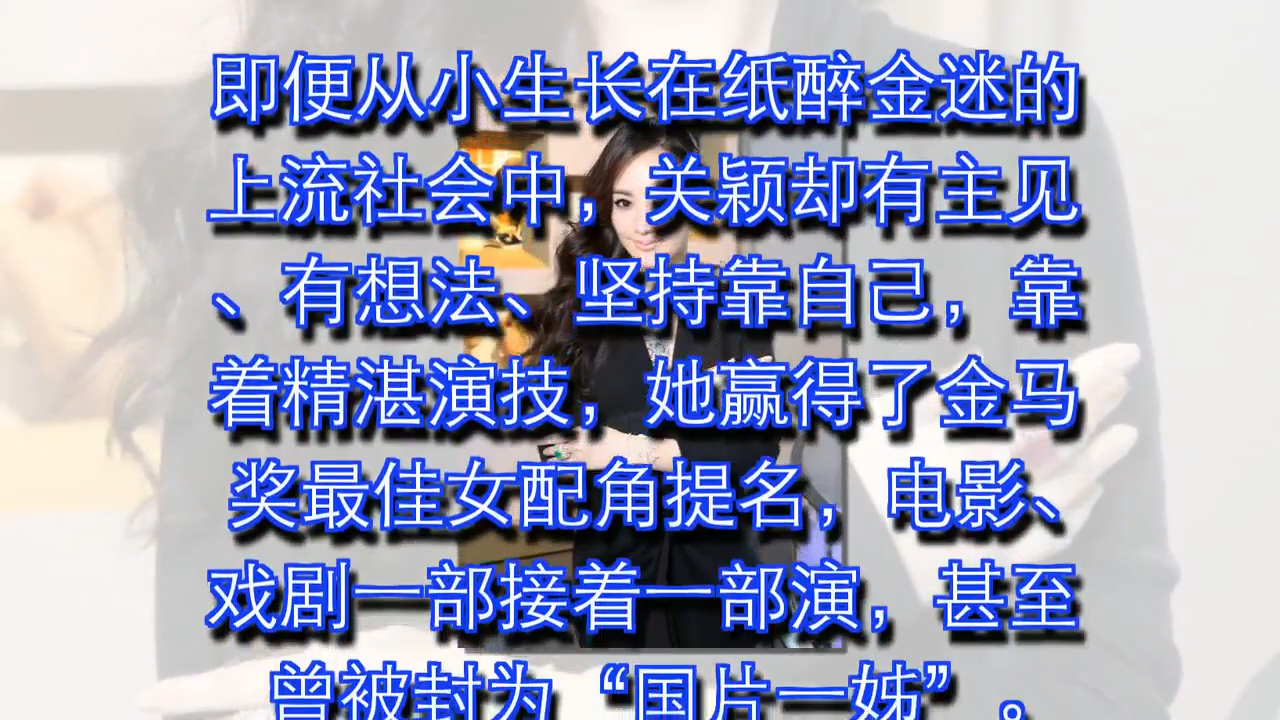 即便从小生长在纸醉金迷的
上流社会中，关颖却有主见
、有想法、坚持靠自己，靠
着精湛演技，她赢得了金马
奖最佳女配角提名，电影、
戏剧一部接着一部演，甚至
曾被封为“国片一姊”。